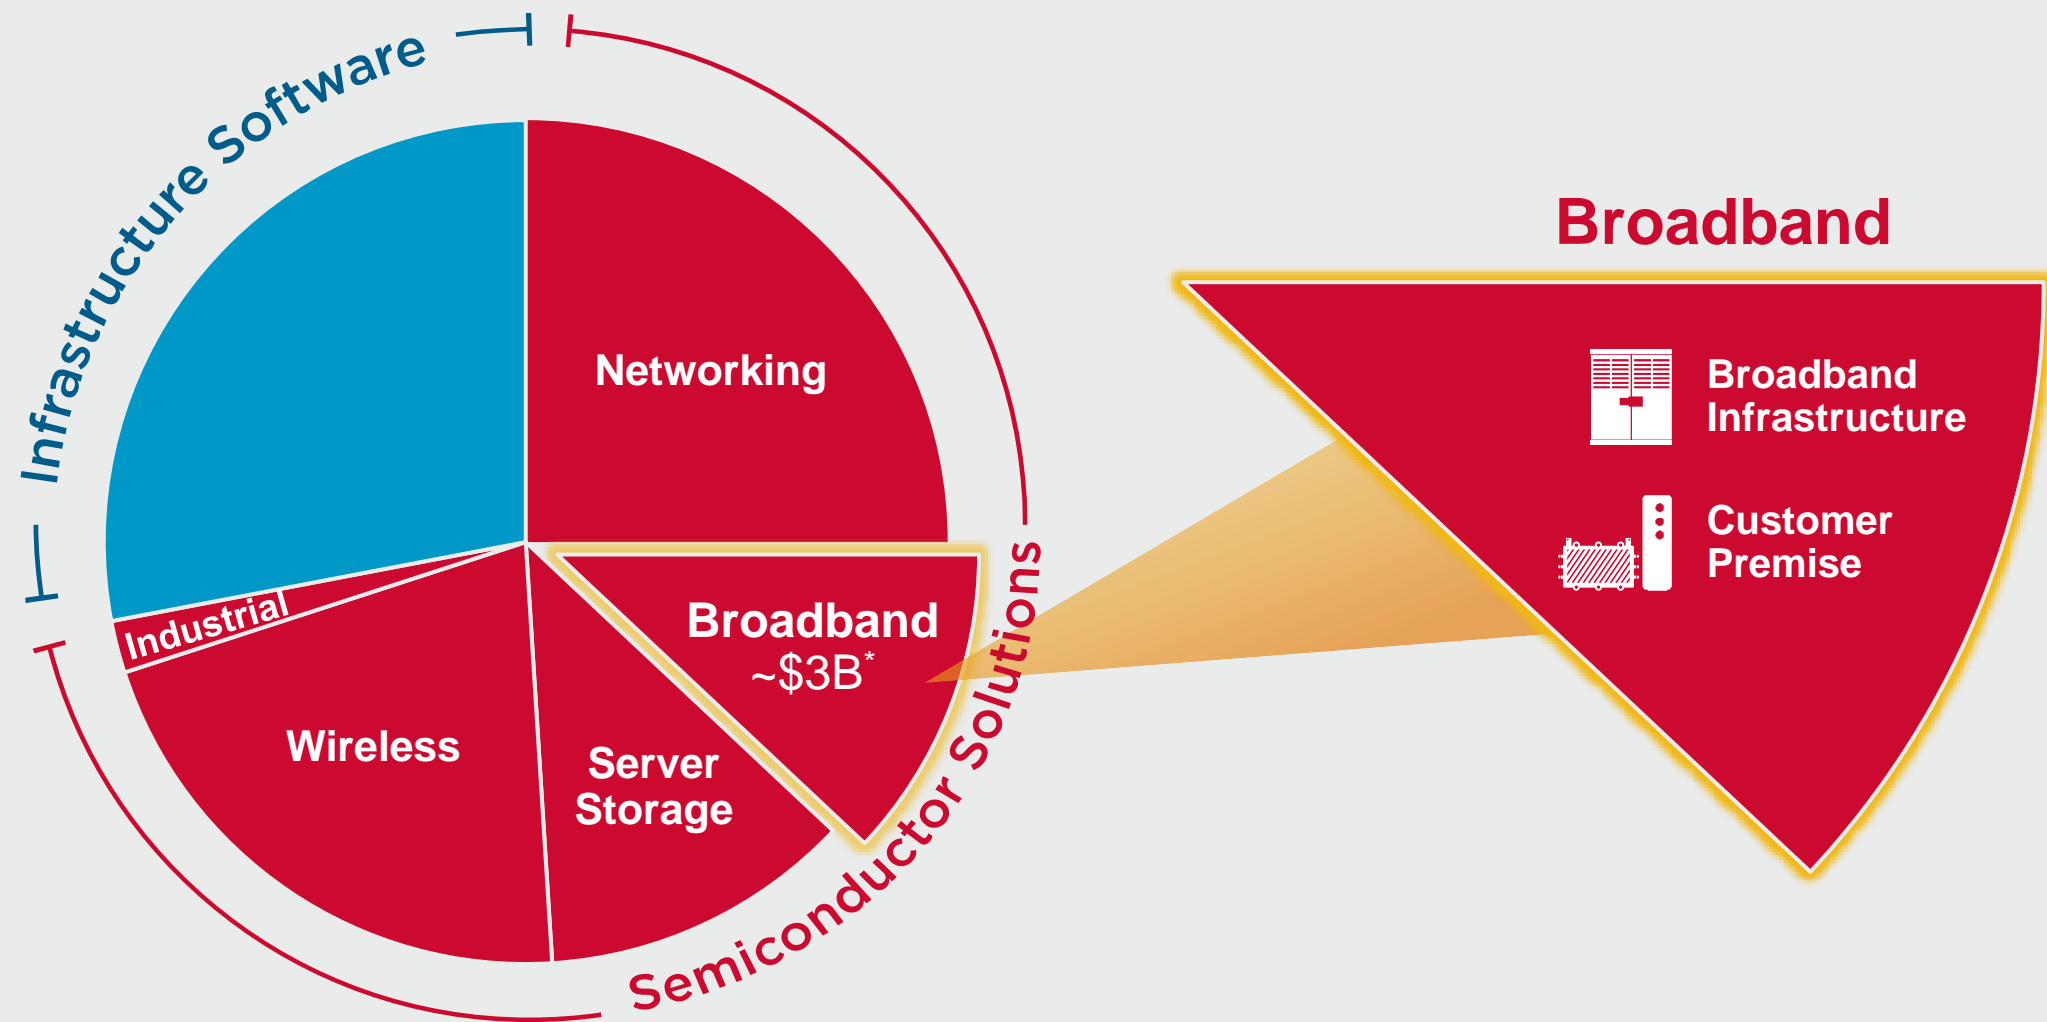 Infrastructure Software
Networking
Broadband
~$3B*
Semiconductor Solutions
Industrial
Wireless
Server
Storage
Broadband
Broadband
Infrastructure
Customer
Premise